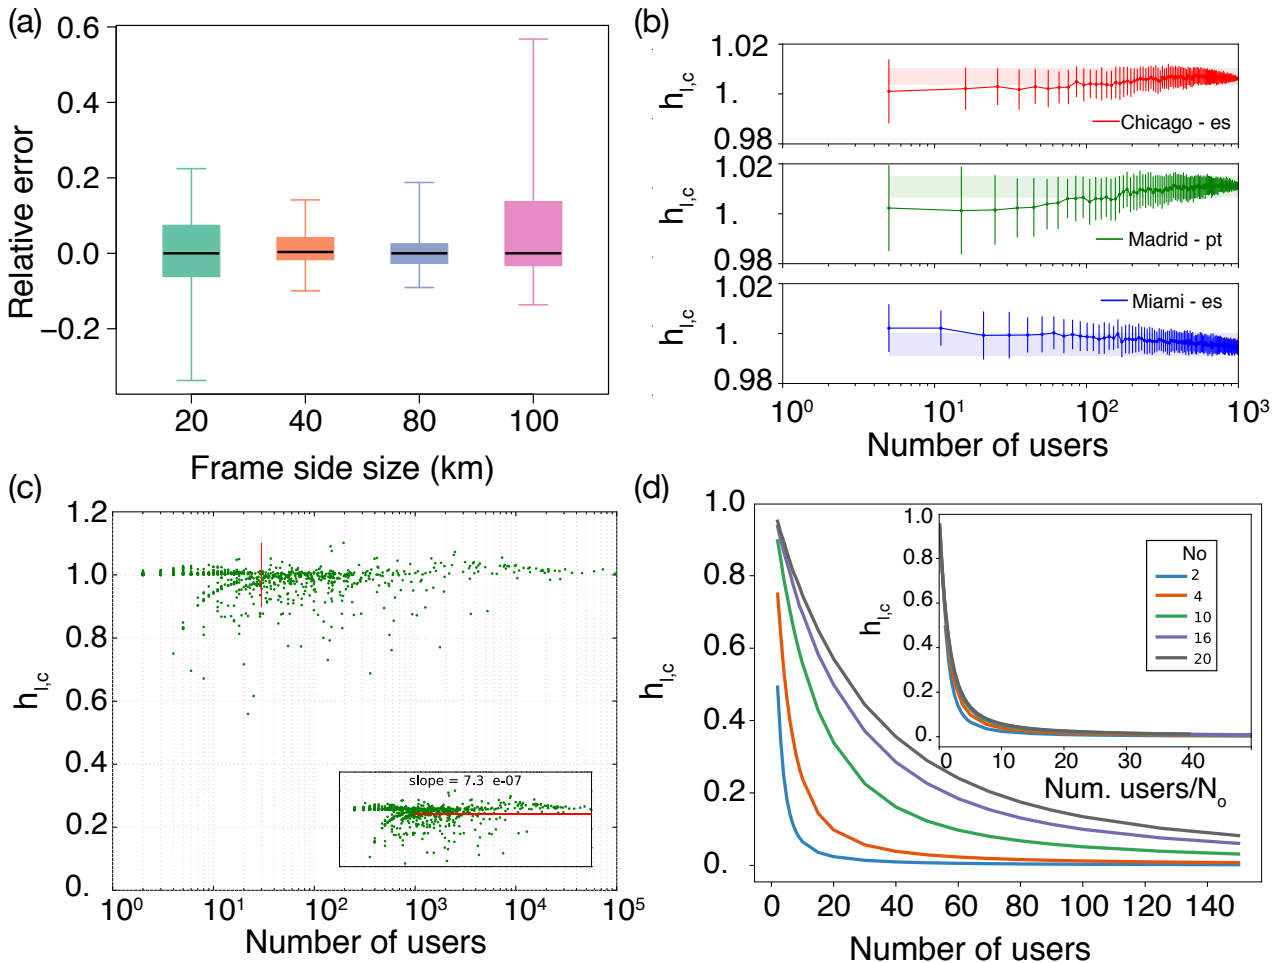 (a)
0.6
0.4
0.2
0.0
−0.2
Relative error
20 40 80 100
Frame side size (km)
(b)
1.02
1.
0.98
h_l,c
Chicago - es
1.02
1.
0.98
h_l,c
Madrid - pt
1.02
1.
0.98
h_l,c
Miami - es
10^0 10^1 10^2 10^3
Number of users
(c)
1.2
1.0
0.8
0.6
0.4
0.2
0.
h_l,c
slope = 7.3 e-07
10^0 10^1 10^2 10^3 10^4 10^5
Number of users
(d)
1.0
0.8
0.6
0.4
0.2
0.
h_l,c
0 20 40 60 80 100 120 140
Number of users
1.0
0.8
0.6
0.4
0.2
0.
h_l,c
No
2
4
10
16
20
0 10 20 30 40
Num. users/N_o